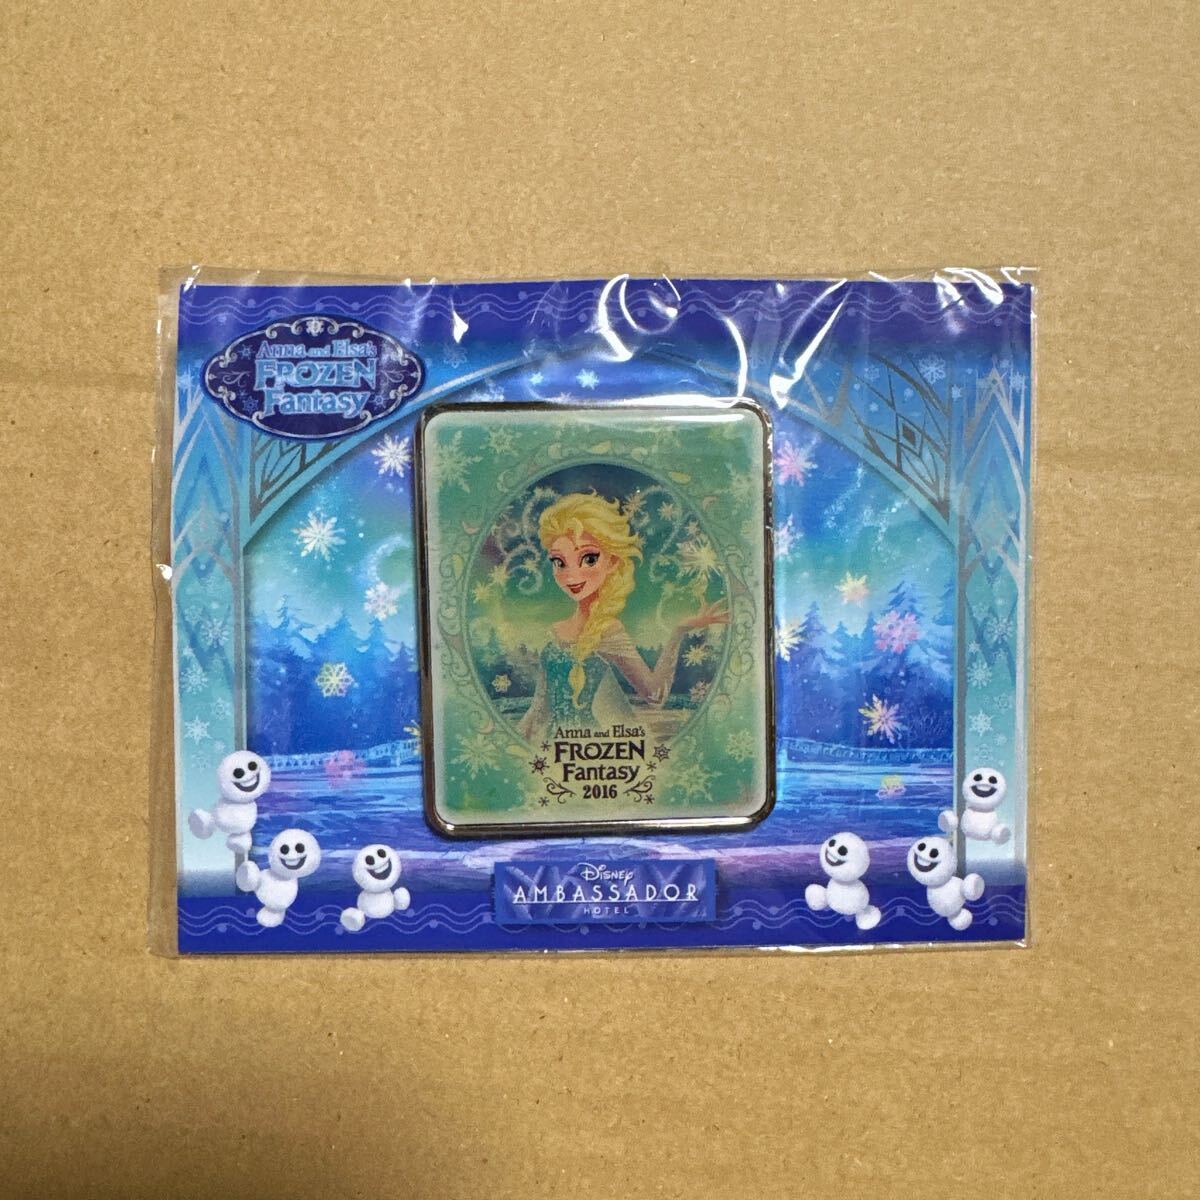 Anna and Elsa's
FROZEN
Fantasy
Anna and Elsa's
FROZEN
Fantasy
2016
Disney
AMBASSADOR
HOTEL